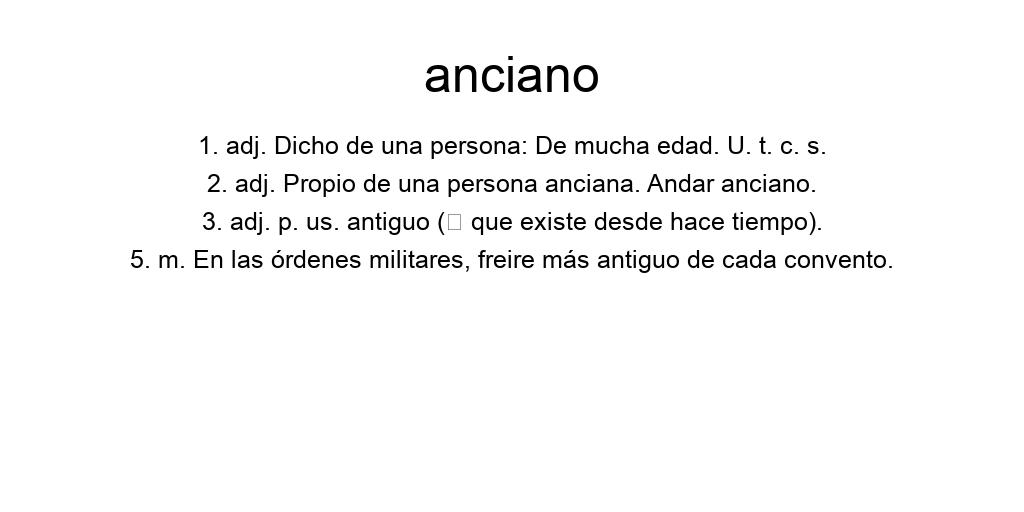 anciano
1. adj. Dicho de una persona: De mucha edad. U. t. c. s.
2. adj. Propio de una persona anciana. Andar anciano.
3. adj. p. us. antiguo (□ que existe desde hace tiempo).
5. m. En las órdenes militares, freire más antiguo de cada convento.